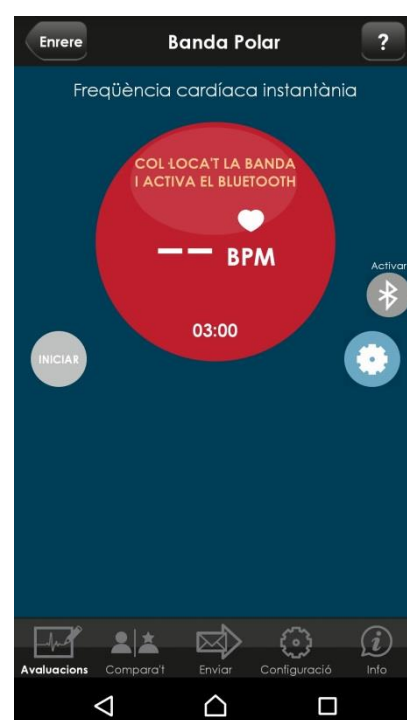 Enrere
Banda Polar
?
Freqüència cardíaca instantània
COL·LOCA'T LA BANDA
I ACTIVA EL BLUETOOTH
-- BPM
Activar
03:00
INICIAR
Avaluacions
Compara't
Enviar
Configuració
Info